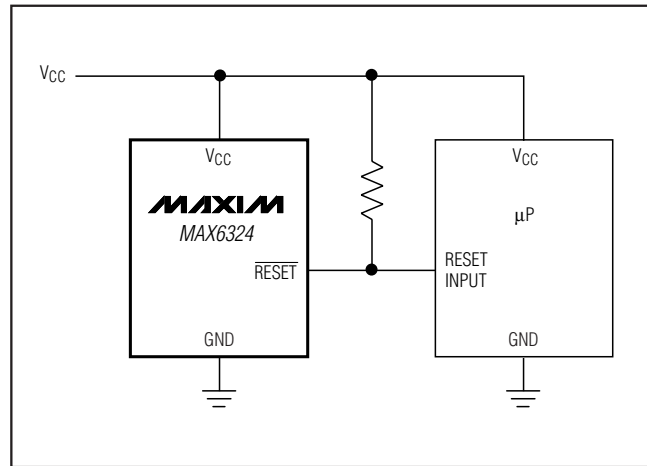 VCC
VCC
MAXIM
MAX6324
RESET
GND
VCC
μP
RESET
INPUT
GND